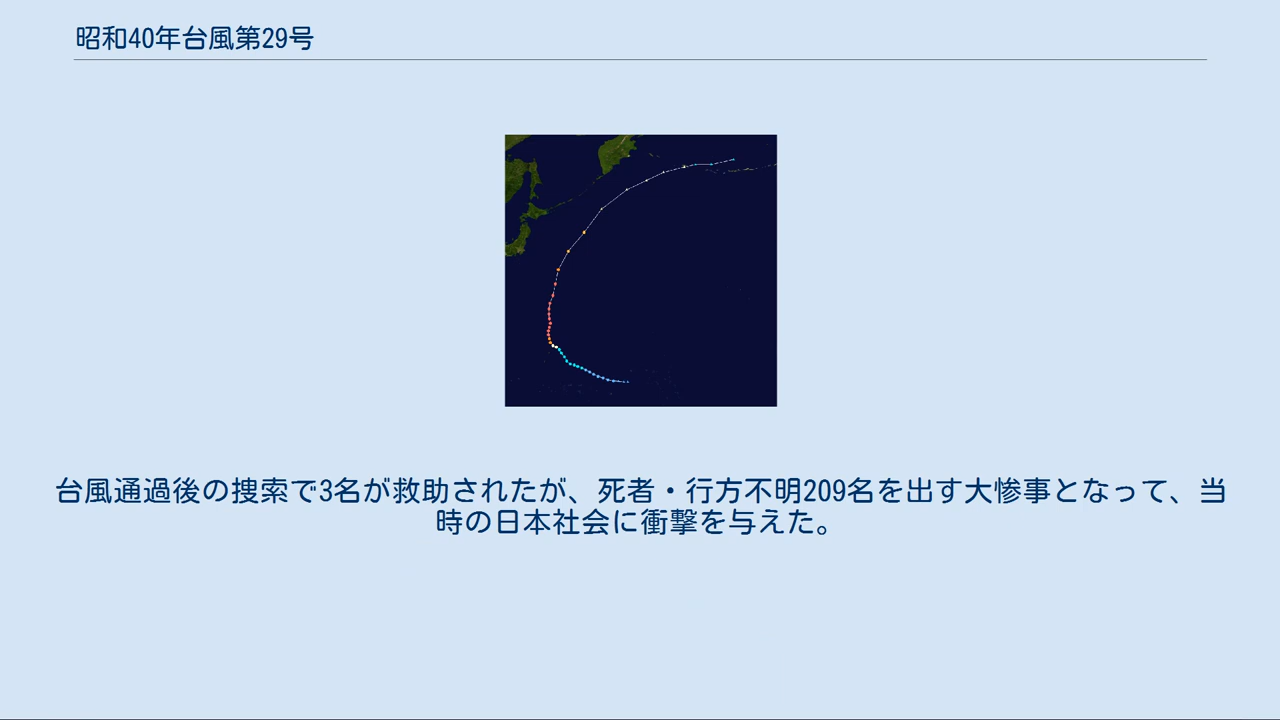 昭和40年台風第29号
台風通過後の捜索で3名が救助されたが、死者・行方不明209名を出す大惨事となって、当
時の日本社会に衝撃を与えた。